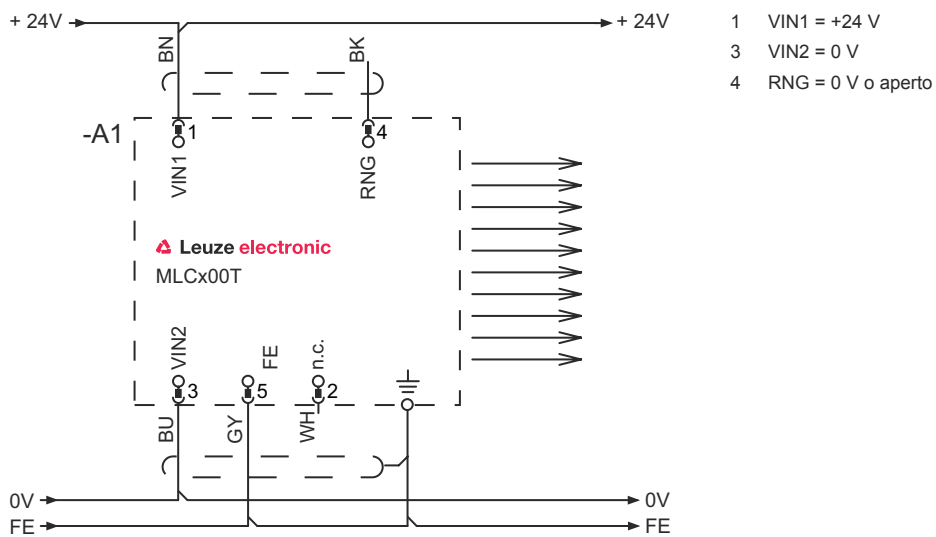 + 24V
+ 24V
1 VIN1 = +24 V
3 VIN2 = 0 V
4 RNG = 0 V o aperto
BN
BK
-A1
1
4
VIN1
RNG
Leuze electronic
MLCx00T
VIN2
FE
n.c.
3
5
2
BU
GY
WH
0V
0V
FE
FE